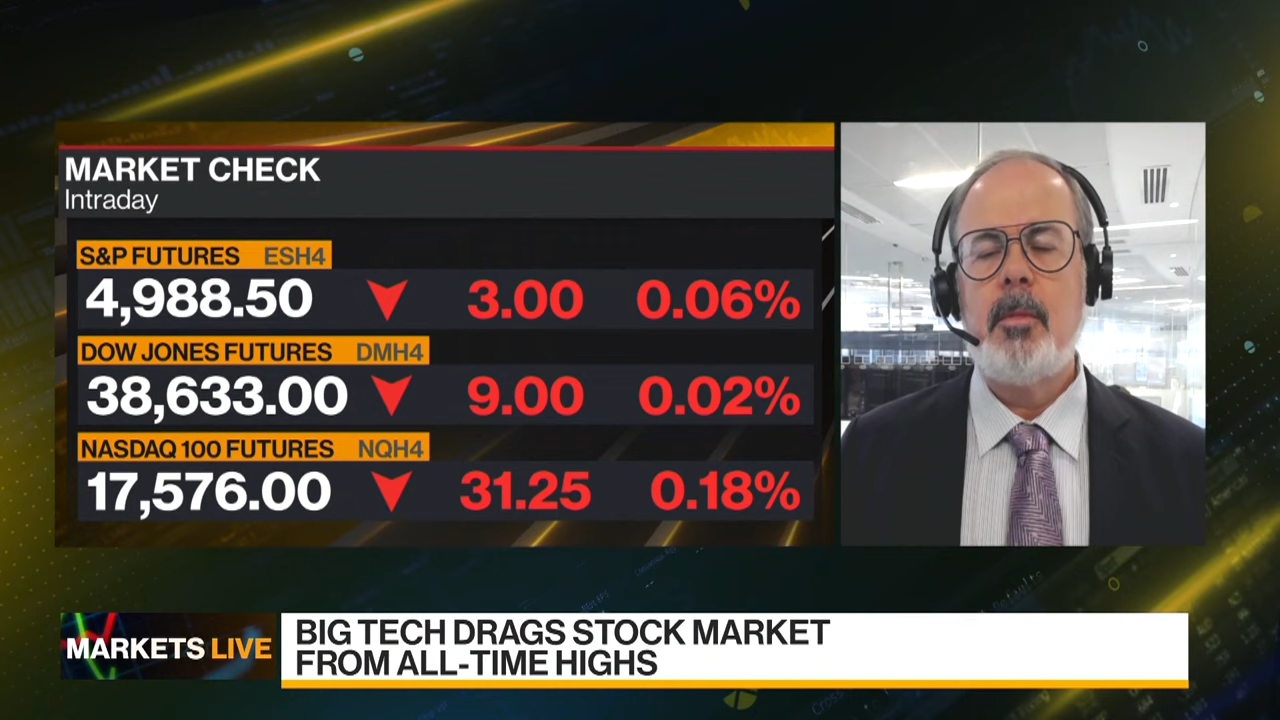 MARKET CHECK
Intraday
S&P FUTURES ESH4
4,988.50 3.00 0.06%
DOW JONES FUTURES DMH4
38,633.00 9.00 0.02%
NASDAQ 100 FUTURES NQH4
17,576.00 31.25 0.18%
MARKETS LIVE
BIG TECH DRAGS STOCK MARKET
FROM ALL-TIME HIGHS